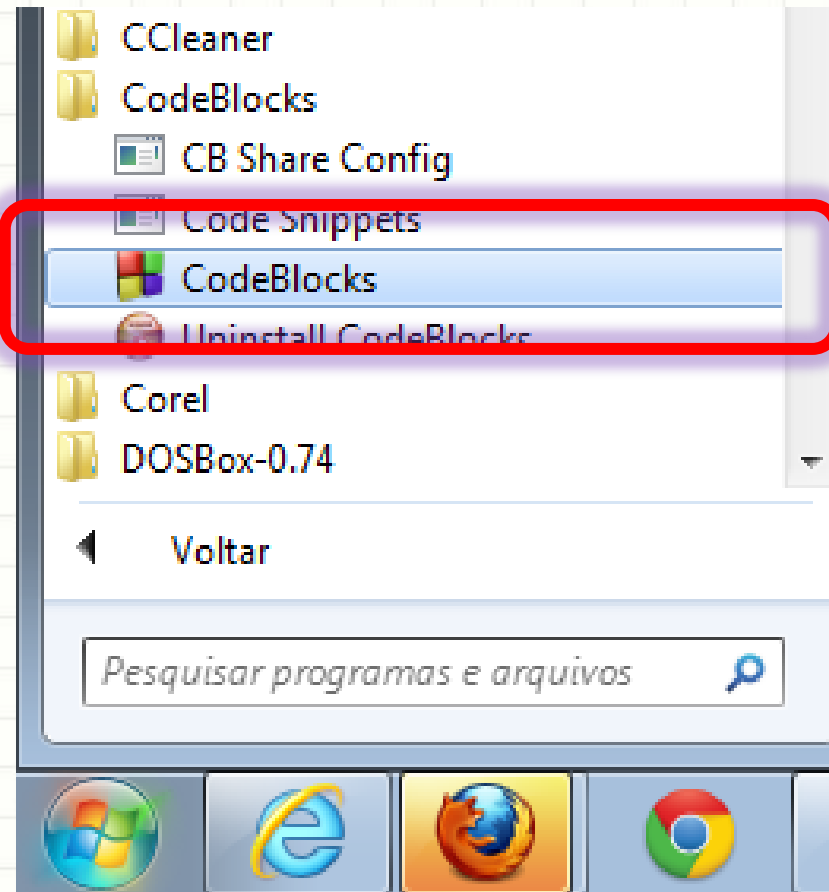 CCleaner
CodeBlocks
CB Share Config
Code Snippets
CodeBlocks
Uninstall CodeBlocks
Corel
DOSBox-0.74
Voltar
Pesquisar programas e arquivos